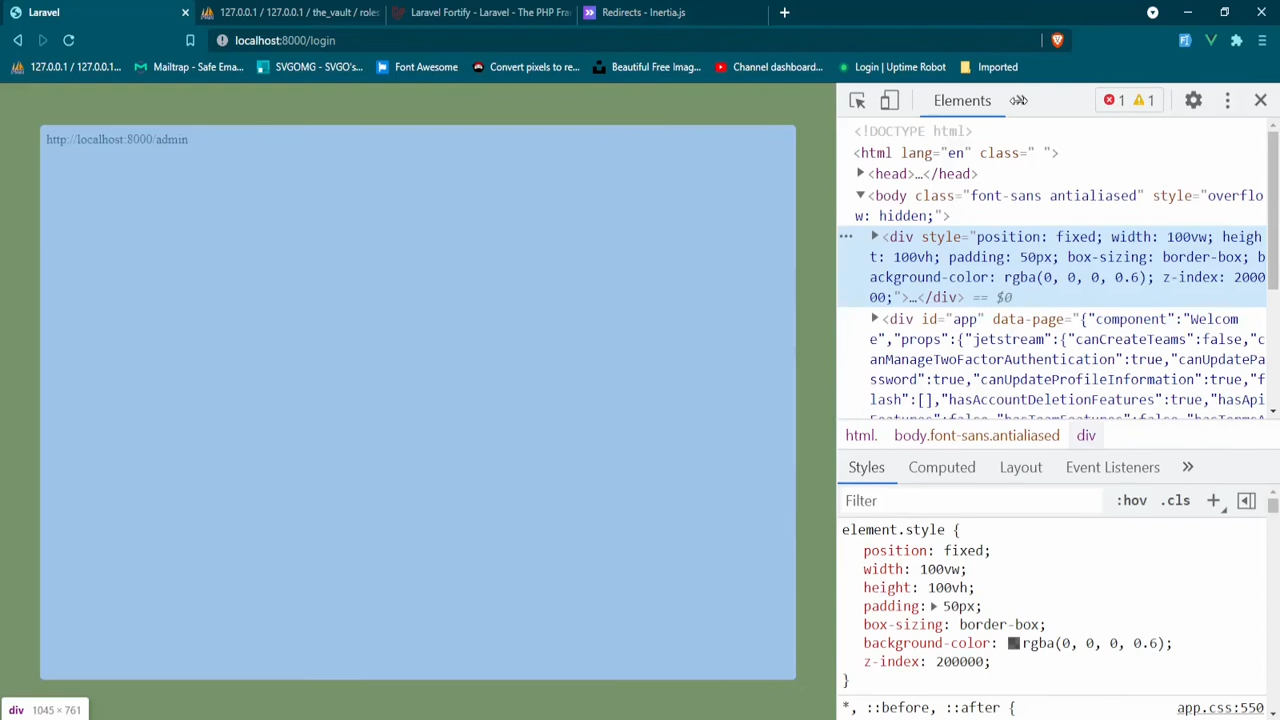 Laravel
127.0.0.1 / 127.0.0.1 / the_vault / roles
Laravel Fortify - Laravel - The PHP Fra
Redirects - Inertia.js
localhost:8000/login
127.0.0.1 / 127.0.0.1...
Mailtrap - Safe Ema...
SVGOMG - SVGO's...
Font Awesome
Convert pixels to re...
Beautiful Free Imag...
Channel dashboard...
Login | Uptime Robot
Imported
http://localhost:8000/admin
div 1045 × 761
Elements
1 1
<!DOCTYPE html>
<html lang="en" class=" ">
<head>…</head>
<body class="font-sans antialiased" style="overflo
w: hidden;">
<div style="position: fixed; width: 100vw; heigh
t: 100vh; padding: 50px; box-sizing: border-box; b
ackground-color: rgba(0, 0, 0, 0.6); z-index: 2000
00;">…</div> == $0
<div id="app" data-page="{"component":"Welcom
e","props":{"jetstream":{"canCreateTeams":false,"c
anManageTwoFactorAuthentication":true,"canUpdatePa
ssword":true,"canUpdateProfileInformation":true,"f
lash":[],"hasAccountDeletionFeatures":true,"hasApi
Features":false,"hasTeamFeatures":false,"hasTermsA
html. body.font-sans.antialiased div
Styles Computed Layout Event Listeners »
Filter :hov .cls +
element.style {
position: fixed;
width: 100vw;
height: 100vh;
padding: 50px;
box-sizing: border-box;
background-color: rgba(0, 0, 0, 0.6);
z-index: 200000;
}
*, ::before, ::after { app.css:550